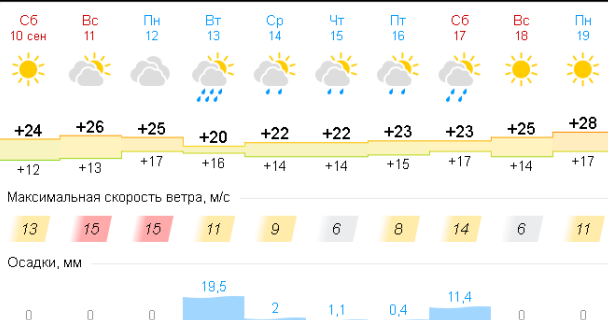 Сб Вс Пн Вт Ср Чт Пт Сб Вс Пн
10 сен 11 12 13 14 15 16 17 18 19
+24 +26 +25 +20 +22 +22 +23 +23 +25 +28
+12 +13 +17 +16 +14 +14 +15 +17 +14 +17
Максимальная скорость ветра, м/с
13 15 15 11 9 6 8 14 6 11
Осадки, мм
0 0 0 19,5 2 1,1 0,4 11,4 0 0